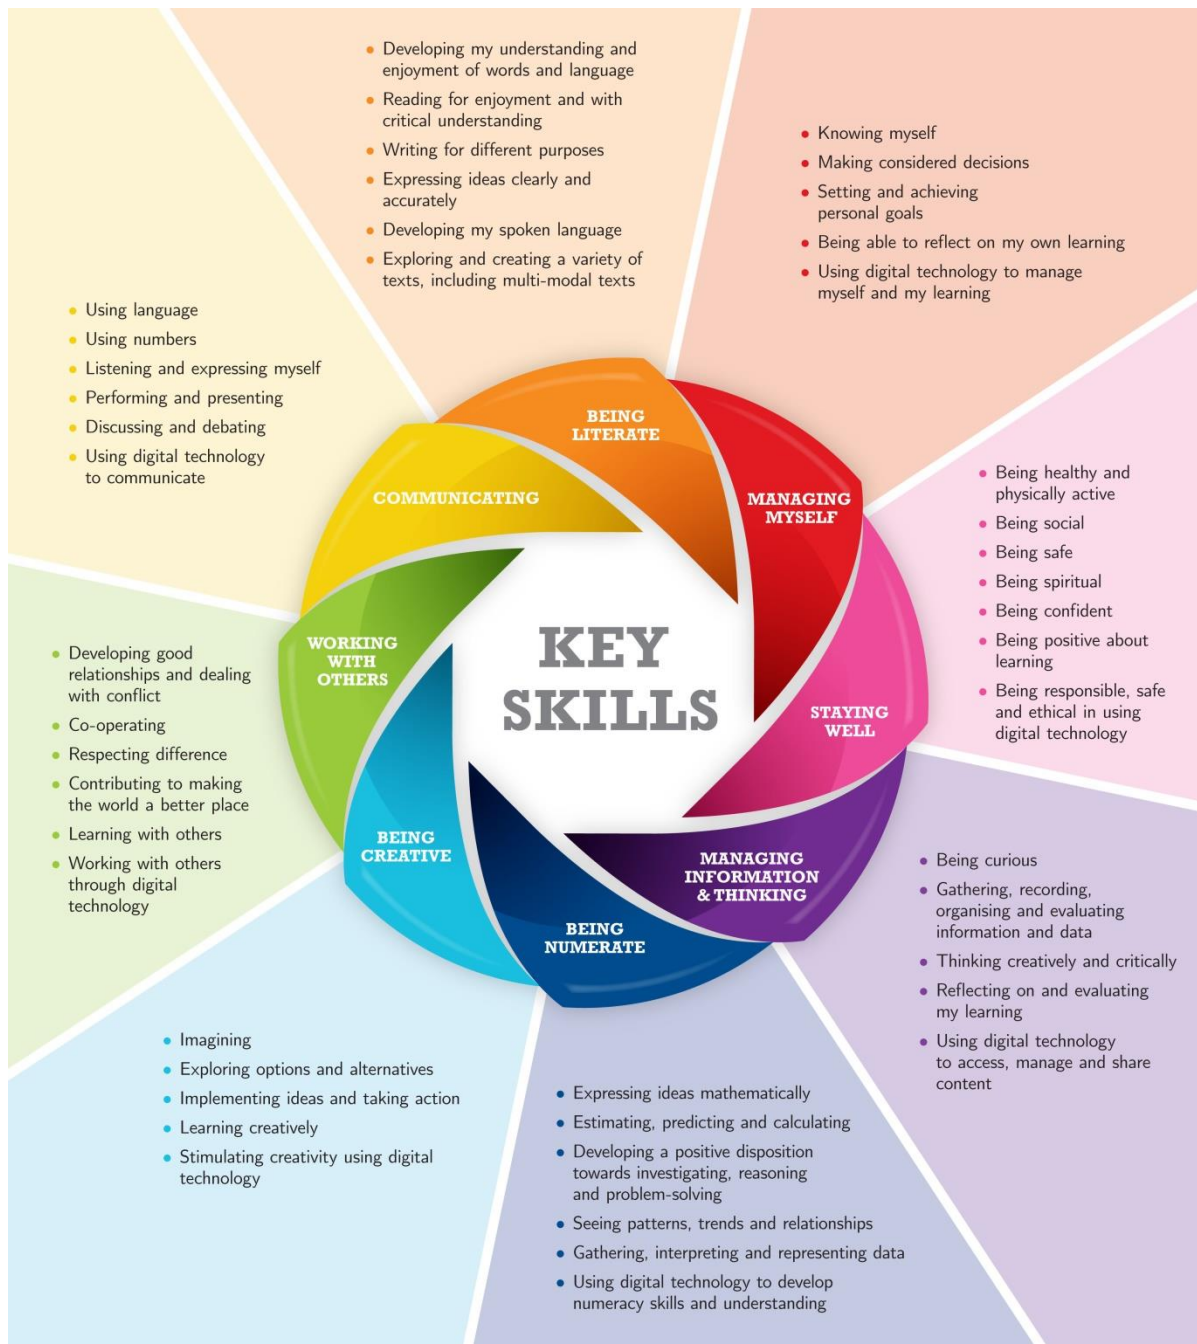 KEY
SKILLS
BEING
LITERATE
• Developing my understanding and
enjoyment of words and language
• Reading for enjoyment and with
critical understanding
• Writing for different purposes
• Expressing ideas clearly and
accurately
• Developing my spoken language
• Exploring and creating a variety of
texts, including multi-modal texts
MANAGING
MYSELF
• Knowing myself
• Making considered decisions
• Setting and achieving
personal goals
• Being able to reflect on my own learning
• Using digital technology to manage
myself and my learning
STAYING
WELL
• Being healthy and
physically active
• Being social
• Being safe
• Being spiritual
• Being confident
• Being positive about
learning
• Being responsible, safe
and ethical in using
digital technology
MANAGING
INFORMATION
& THINKING
• Being curious
• Gathering, recording,
organising and evaluating
information and data
• Thinking creatively and critically
• Reflecting on and evaluating
my learning
• Using digital technology
to access, manage and share
content
BEING
NUMERATE
• Expressing ideas mathematically
• Estimating, predicting and calculating
• Developing a positive disposition
towards investigating, reasoning
and problem-solving
• Seeing patterns, trends and relationships
• Gathering, interpreting and representing data
• Using digital technology to develop
numeracy skills and understanding
BEING
CREATIVE
• Imagining
• Exploring options and alternatives
• Implementing ideas and taking action
• Learning creatively
• Stimulating creativity using digital
technology
WORKING
WITH
OTHERS
• Developing good
relationships and dealing
with conflict
• Co-operating
• Respecting difference
• Contributing to making
the world a better place
• Learning with others
• Working with others
through digital
technology
COMMUNICATING
• Using language
• Using numbers
• Listening and expressing myself
• Performing and presenting
• Discussing and debating
• Using digital technology
to communicate